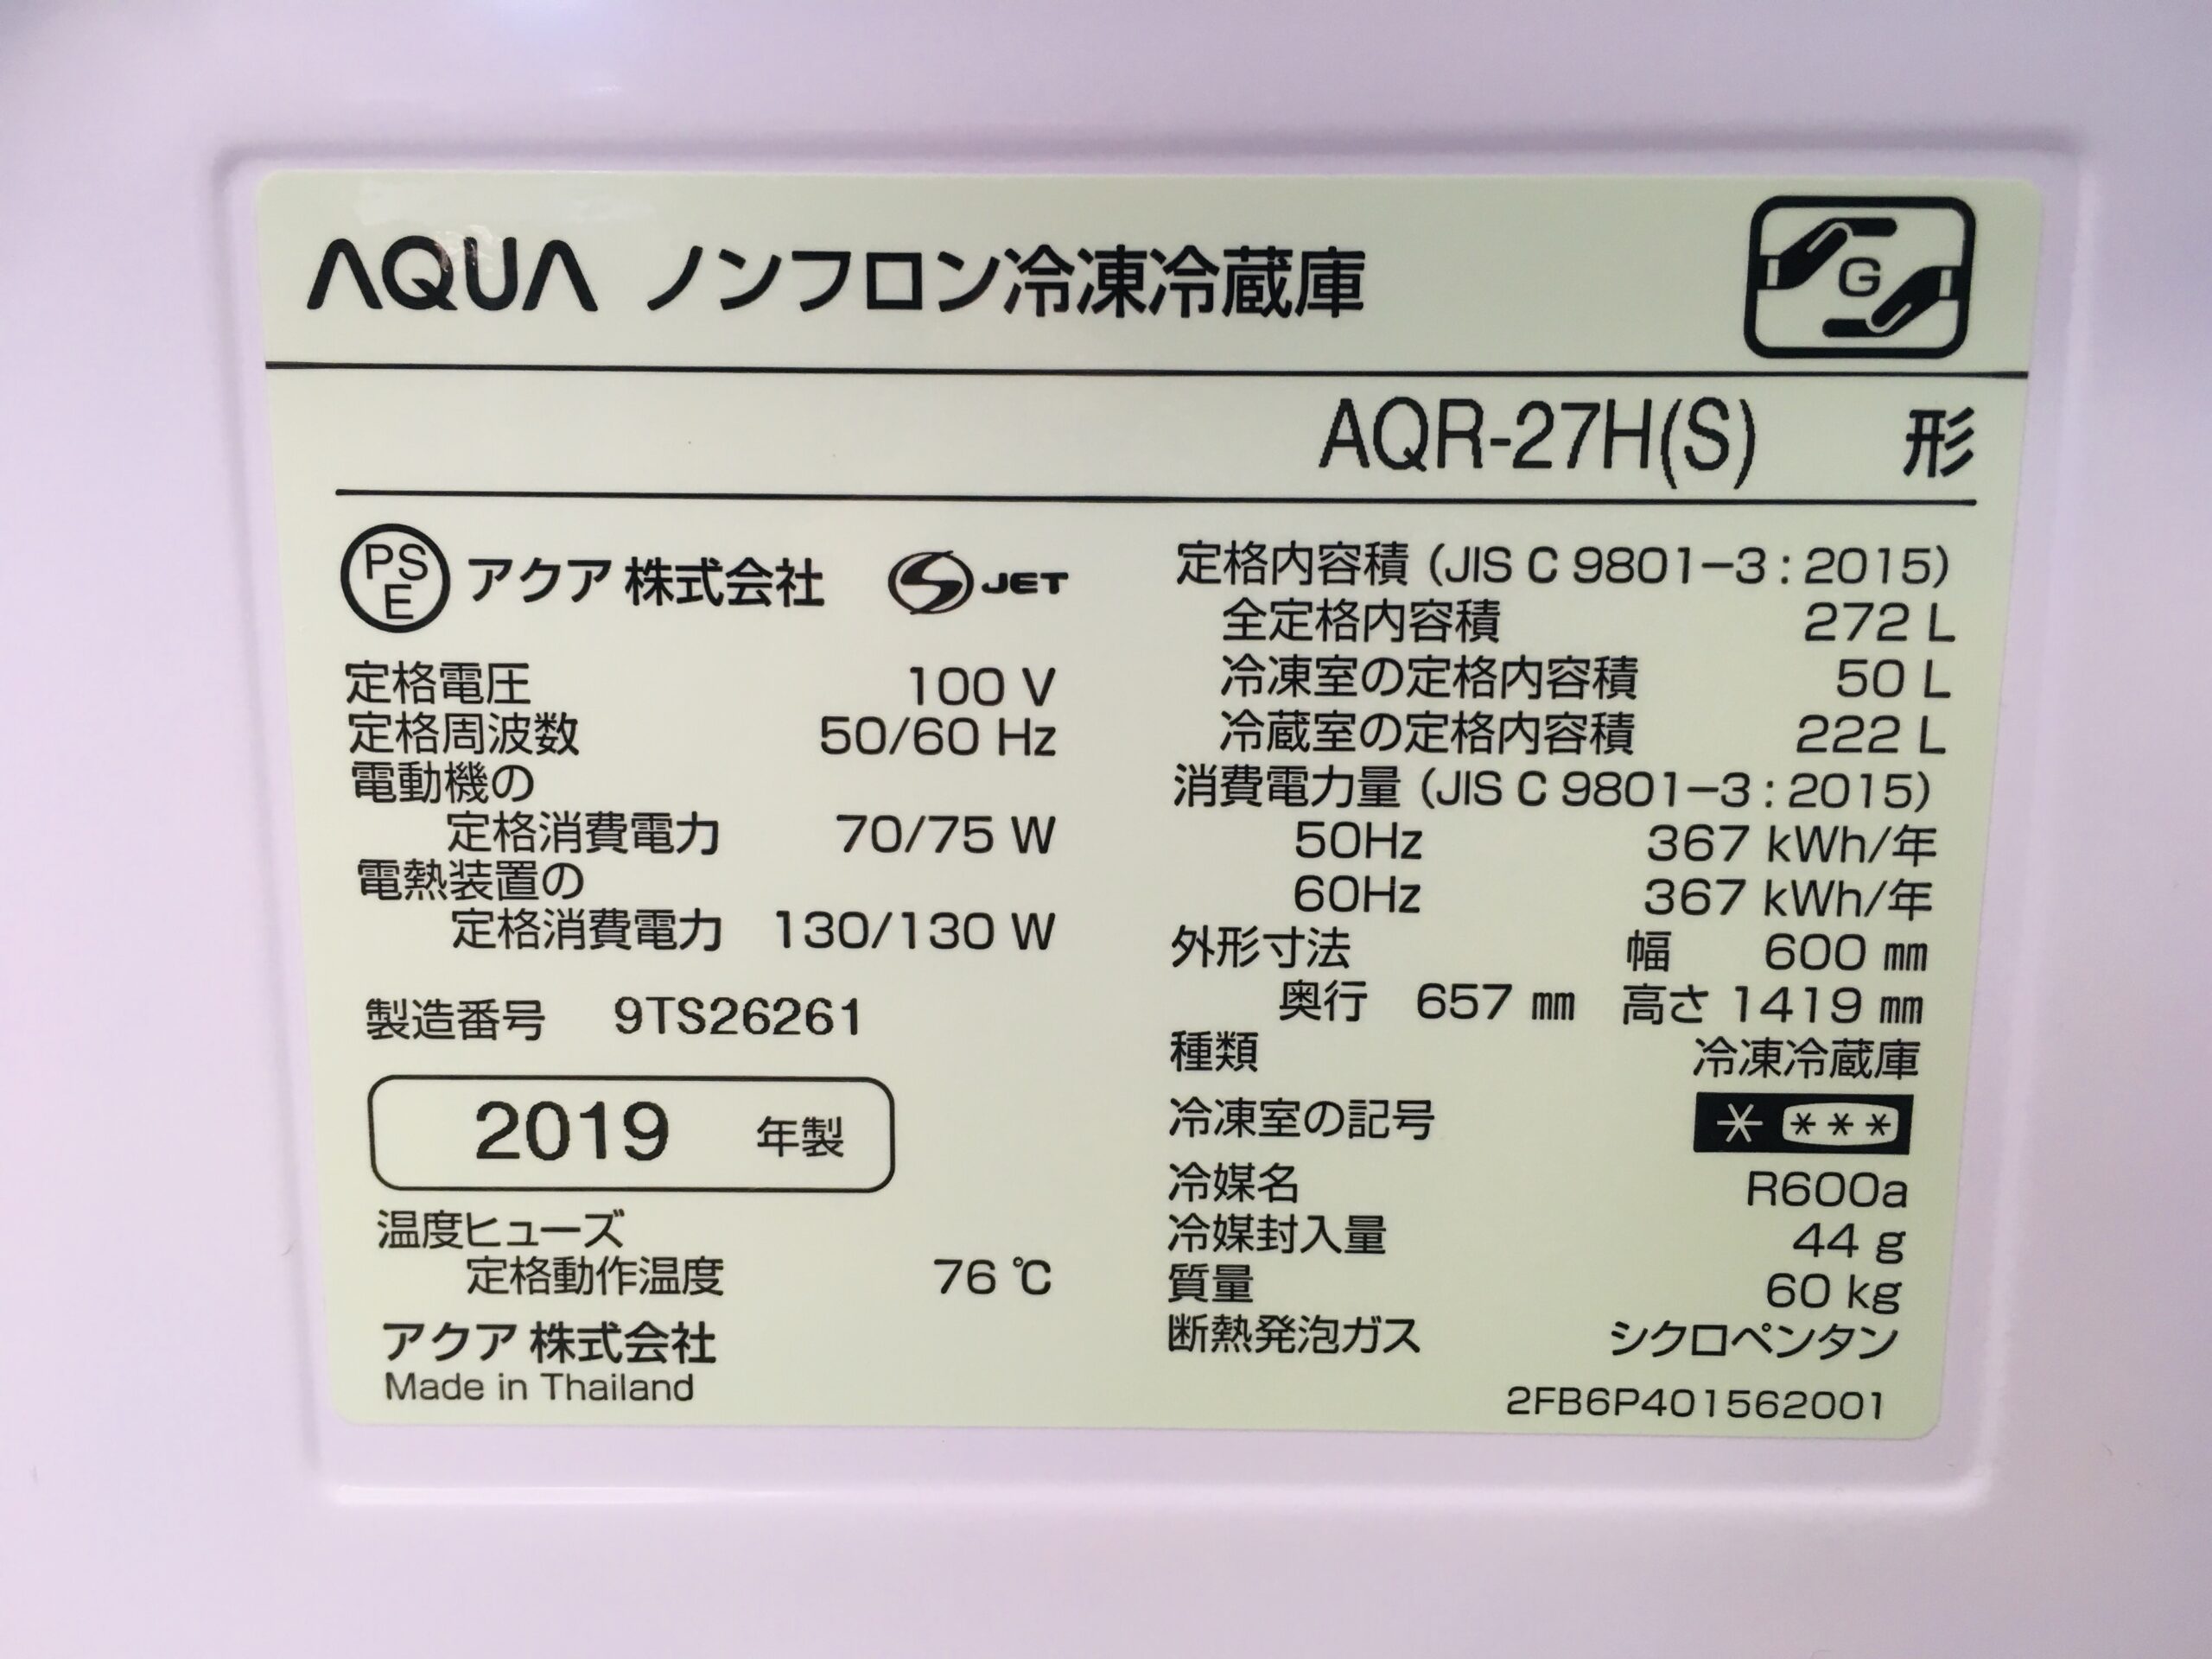 AQUA ノンフロン冷凍冷蔵庫
G
AQR-27H(S) 形
PSE アクア 株式会社 S JET
定格電圧 100 V
定格周波数 50/60 Hz
電動機の
定格消費電力 70/75 W
電熱装置の
定格消費電力 130/130 W
製造番号 9TS26261
2019 年製
温度ヒューズ
定格動作温度 76 ℃
アクア 株式会社
Made in Thailand
定格内容積 (JIS C 9801-3 : 2015)
全定格内容積 272 L
冷凍室の定格内容積 50 L
冷蔵室の定格内容積 222 L
消費電力量 (JIS C 9801-3 : 2015)
50Hz 367 kWh/年
60Hz 367 kWh/年
外形寸法 幅 600 ㎜
奥行 657 ㎜ 高さ 1419 ㎜
種類 冷凍冷蔵庫
冷凍室の記号 * ***
冷媒名 R600a
冷媒封入量 44 g
質量 60 kg
断熱発泡ガス シクロペンタン
2FB6P401562001